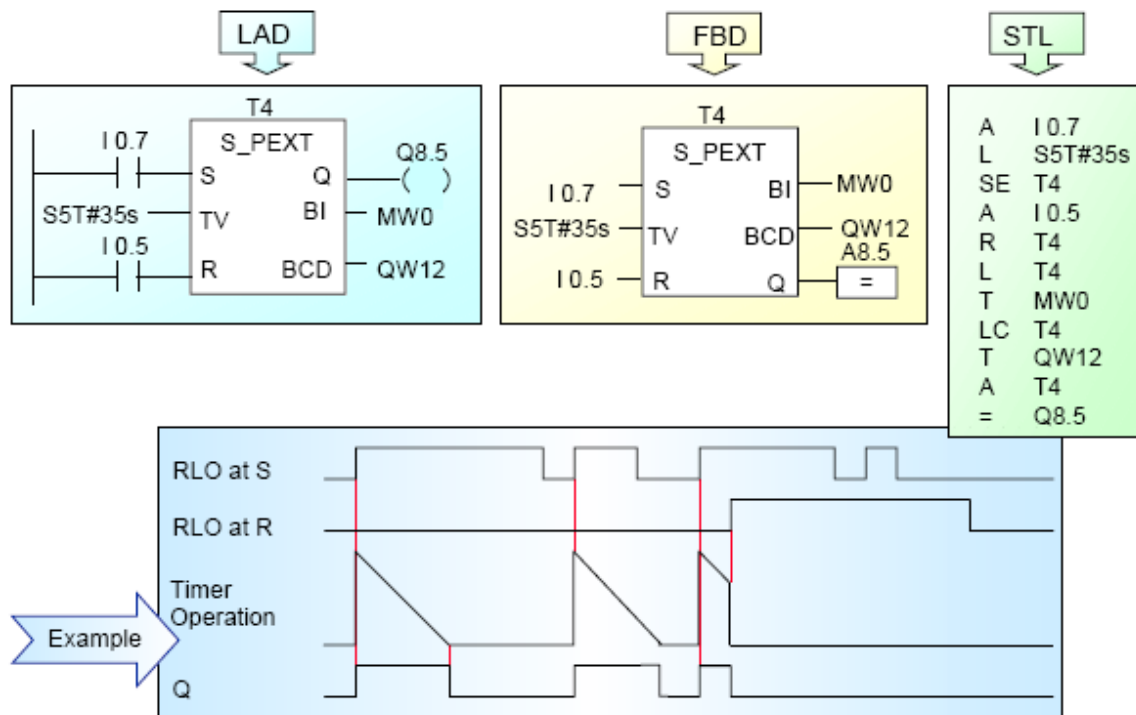 LAD
FBD
STL
T4
S_PEXT
I 0.7
S
Q
Q8.5
( )
S5T#35s
TV
BI
MW0
I 0.5
R
BCD
QW12
T4
S_PEXT
I 0.7
S
BI
MW0
S5T#35s
TV
BCD
QW12
A8.5
I 0.5
R
Q
=
A I 0.7
L S5T#35s
SE T4
A I 0.5
R T4
L T4
T MW0
LC T4
T QW12
A T4
= Q8.5
Example
RLO at S
RLO at R
Timer
Operation
Q